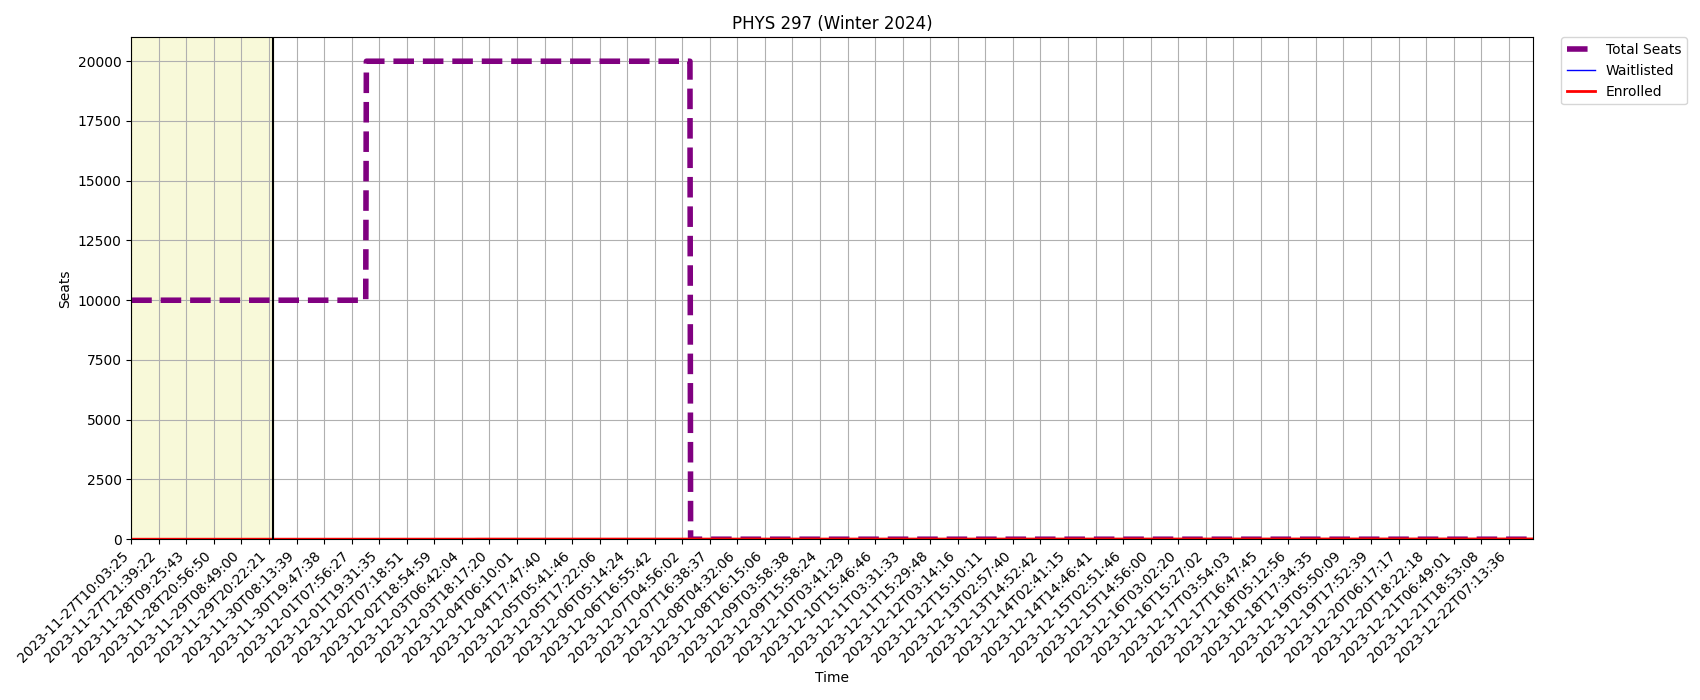 PHYS 297 (Winter 2024)
Total Seats
Waitlisted
Enrolled
20000
17500
15000
12500
10000
7500
5000
2500
0
Seats
2023-11-27T10:03:25
2023-11-27T21:39:22
2023-11-28T09:25:43
2023-11-28T20:56:50
2023-11-29T08:49:00
2023-11-29T20:22:21
2023-11-30T08:13:39
2023-11-30T19:47:38
2023-12-01T07:56:27
2023-12-01T19:31:35
2023-12-02T07:18:51
2023-12-02T18:54:59
2023-12-03T06:42:04
2023-12-03T18:17:20
2023-12-04T06:10:01
2023-12-04T17:47:40
2023-12-05T05:41:46
2023-12-05T17:22:06
2023-12-06T05:14:24
2023-12-06T16:55:42
2023-12-07T04:56:02
2023-12-07T16:38:37
2023-12-08T04:32:06
2023-12-08T16:15:06
2023-12-09T03:58:38
2023-12-09T15:58:24
2023-12-10T03:41:29
2023-12-10T15:46:46
2023-12-11T03:31:33
2023-12-11T15:29:48
2023-12-12T03:14:16
2023-12-12T15:10:11
2023-12-13T02:57:40
2023-12-13T14:52:42
2023-12-14T02:41:15
2023-12-14T14:46:41
2023-12-15T02:51:46
2023-12-15T14:56:00
2023-12-16T03:02:20
2023-12-16T15:27:02
2023-12-17T03:54:03
2023-12-17T16:47:45
2023-12-18T05:12:56
2023-12-18T17:34:35
2023-12-19T05:50:09
2023-12-19T17:52:39
2023-12-20T06:17:17
2023-12-20T18:22:18
2023-12-21T06:49:01
2023-12-21T18:53:08
2023-12-22T07:13:36
Time